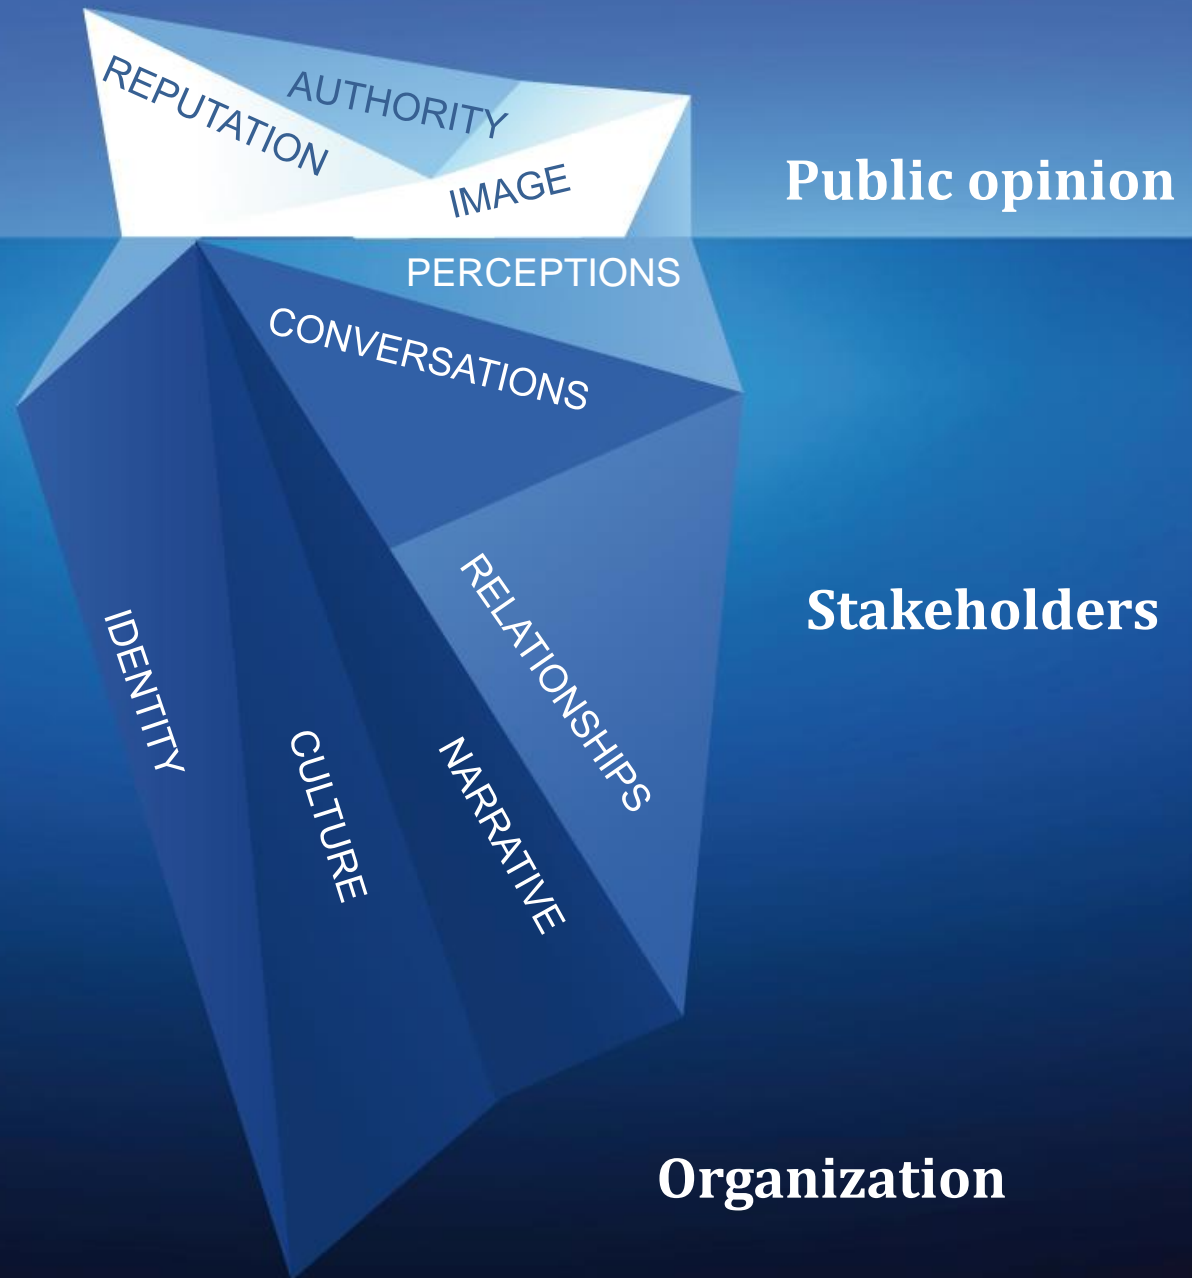 REPUTATION
AUTHORITY
IMAGE
Public opinion
PERCEPTIONS
CONVERSATIONS
RELATIONSHIPS
Stakeholders
IDENTITY
CULTURE
NARRATIVE
Organization